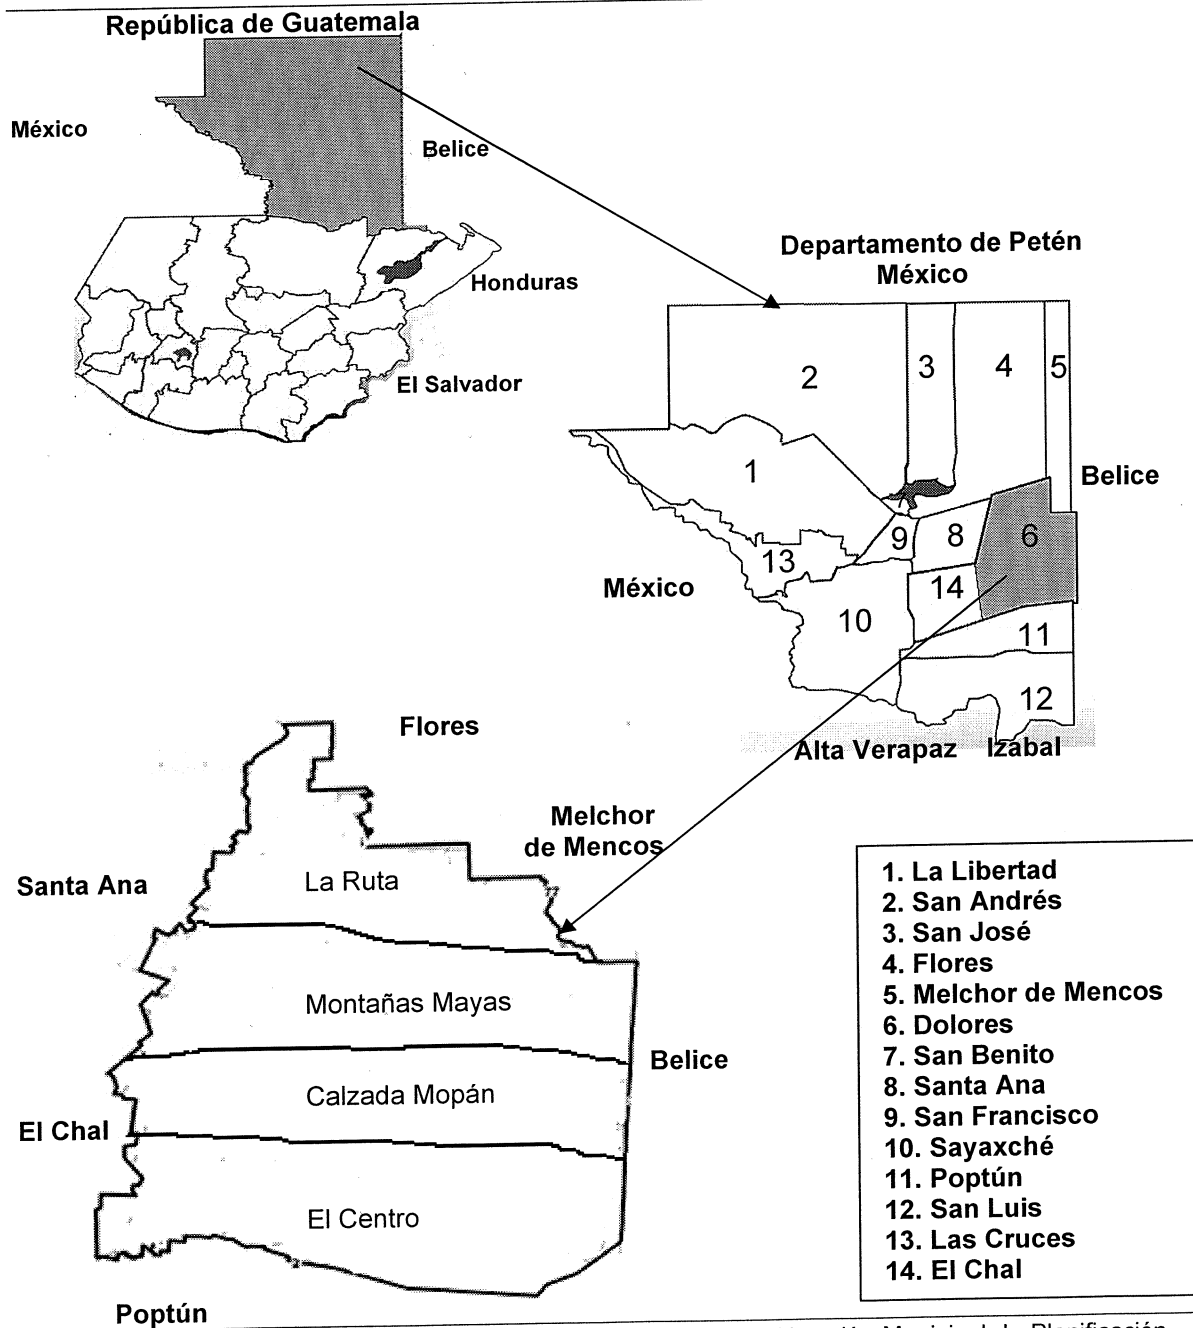 República de Guatemala
México
Belice
Honduras
El Salvador
Departamento de Petén
México
2
3
4
5
1
Belice
9
8
6
13
14
México
10
11
12
Alta Verapaz
Izabal
Flores
Melchor
de Mencos
Santa Ana
La Ruta
Montañas Mayas
Belice
Calzada Mopán
El Chal
El Centro
Poptún
1. La Libertad
2. San Andrés
3. San José
4. Flores
5. Melchor de Mencos
6. Dolores
7. San Benito
8. Santa Ana
9. San Francisco
10. Sayaxché
11. Poptún
12. San Luis
13. Las Cruces
14. El Chal
Municipal de Planificación